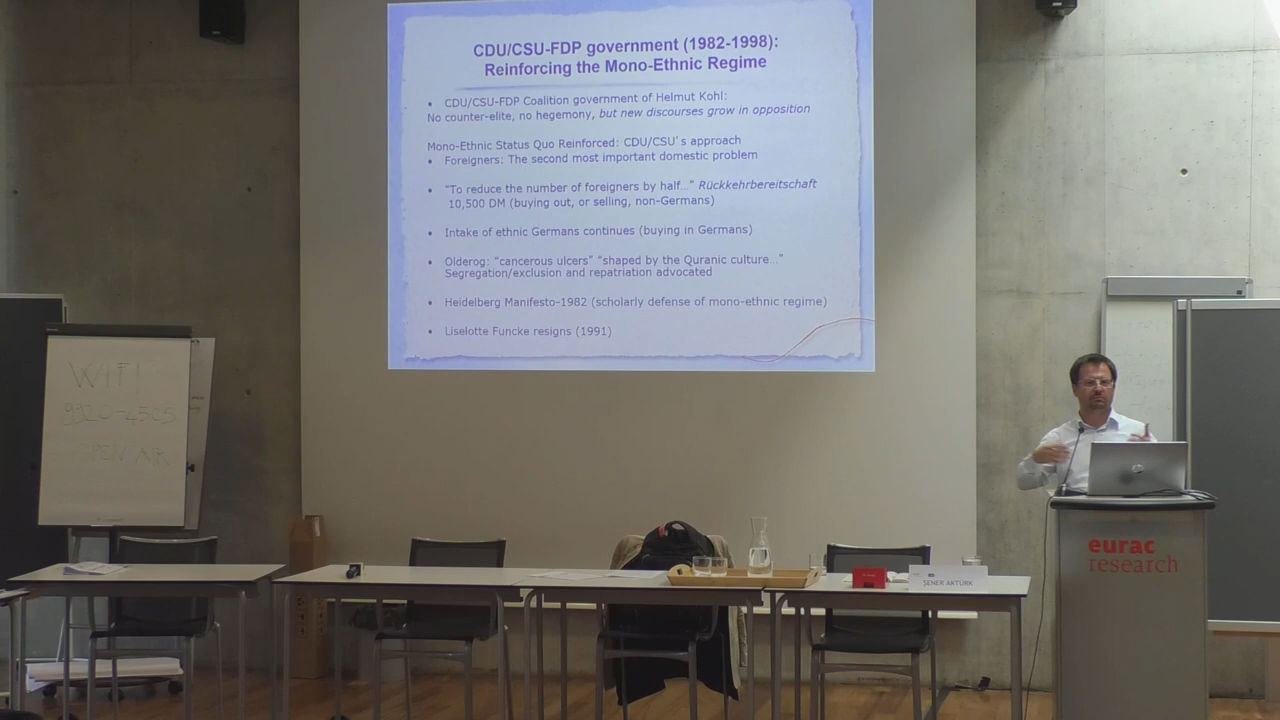 CDU/CSU-FDP government (1982-1998):
Reinforcing the Mono-Ethnic Regime
• CDU/CSU-FDP Coalition government of Helmut Kohl:
No counter-elite, no hegemony, but new discourses grow in opposition
Mono-Ethnic Status Quo Reinforced: CDU/CSU's approach
• Foreigners: The second most important domestic problem
• "To reduce the number of foreigners by half…" Rückkehrbereitschaft
10,500 DM (buying out, or selling, non-Germans)
• Intake of ethnic Germans continues (buying in Germans)
• Olderog: "cancerous ulcers" "shaped by the Quranic culture…"
Segregation/exclusion and repatriation advocated
• Heidelberg Manifesto-1982 (scholarly defense of mono-ethnic regime)
• Liselotte Funcke resigns (1991)
WIFI
9920-4505
OPEN AIR
eurac
research
SENER AKTÜRK